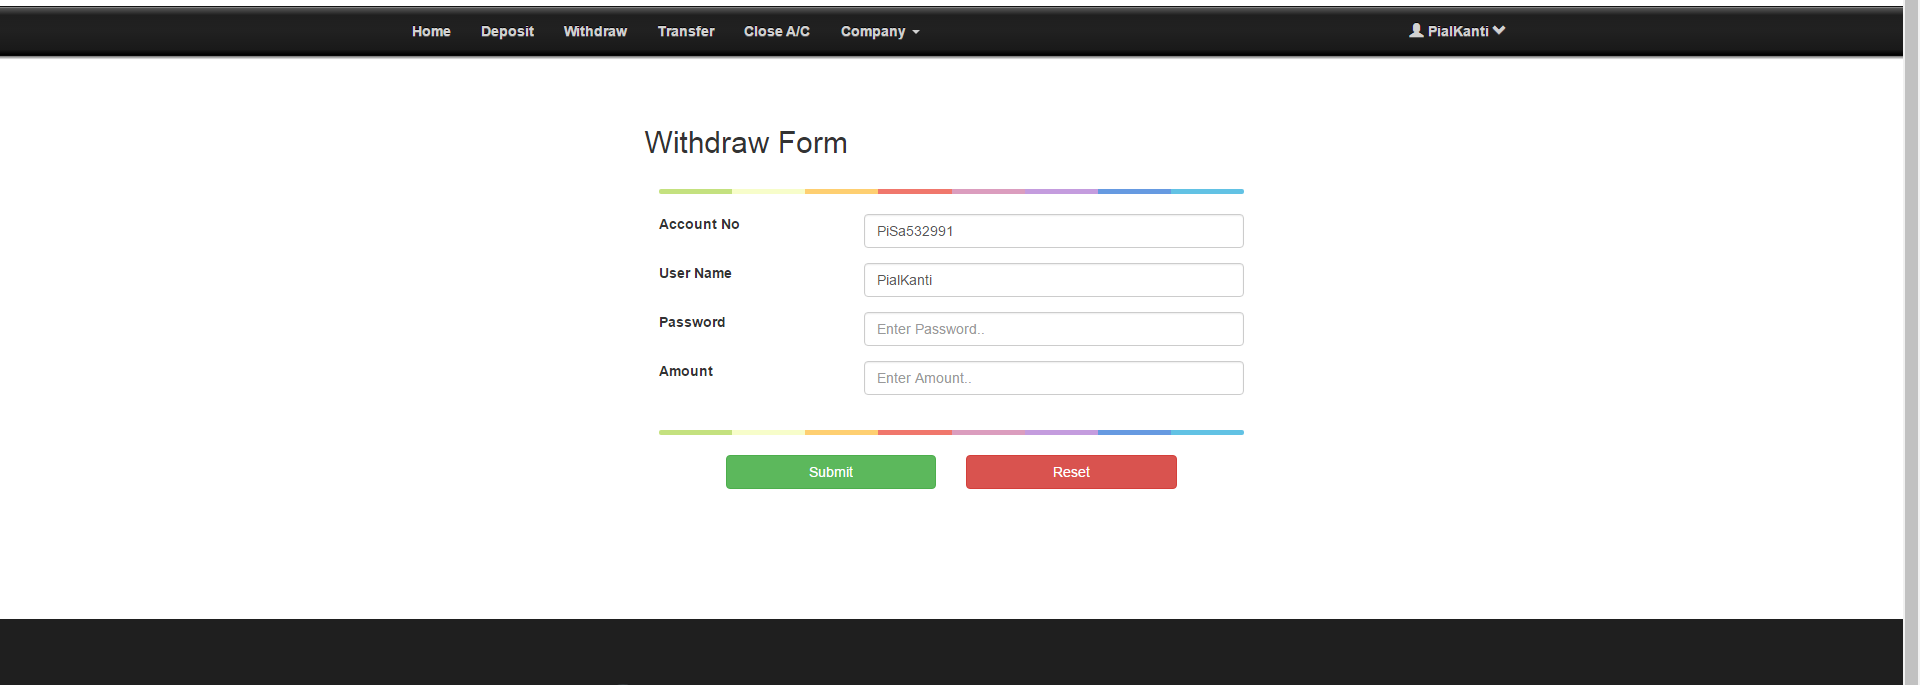 Home Deposit Withdraw Transfer Close A/C Company PialKanti
Withdraw Form
Account No PiSa532991
User Name PialKanti
Password Enter Password..
Amount Enter Amount..
Submit Reset